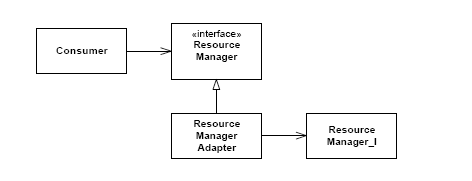 Consumer
«interface»
Resource
Manager
Resource
Manager
Adapter
Resource
Manager_I